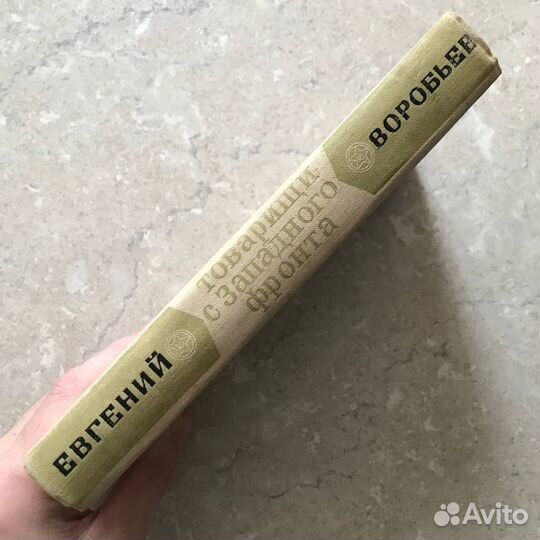 ЕВГЕНИЙ
ВОРОБЬЕВ
Товарищи
с Западного
фронта
Avito